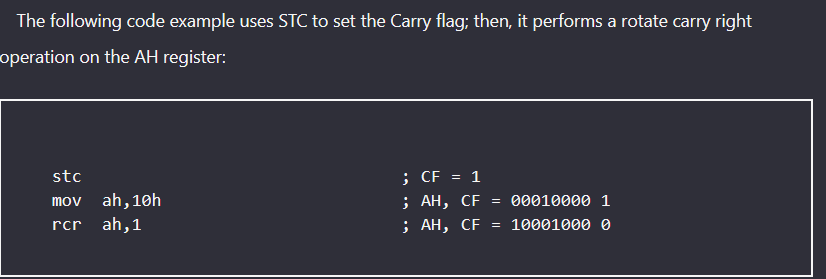 The following code example uses STC to set the Carry flag; then, it performs a rotate carry right
operation on the AH register:
stc ; CF = 1
mov ah,10h ; AH, CF = 00010000 1
rcr ah,1 ; AH, CF = 10001000 0